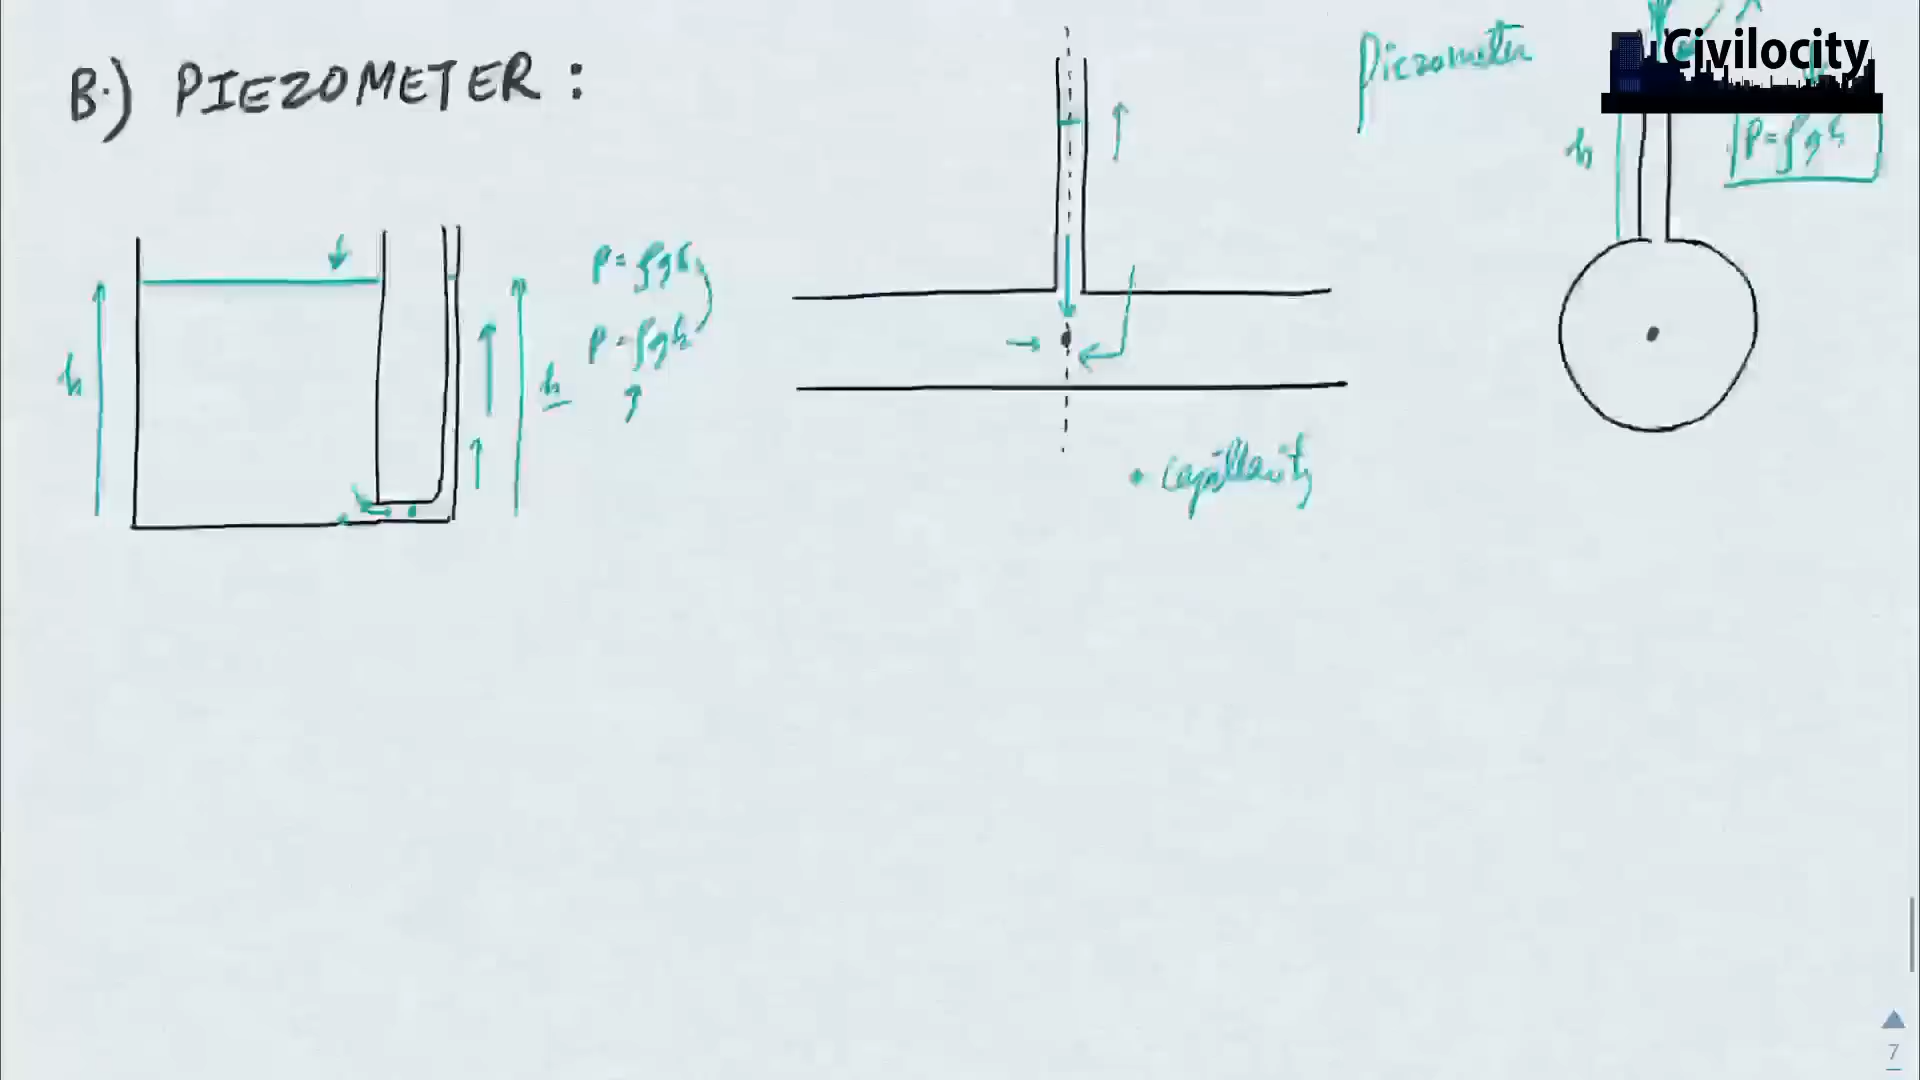 B.) PIEZOMETER :
Piezometer
Civilocity
h
P = ρgh
h
h
P = ρgh
P = ρgh
+ capillarity
7